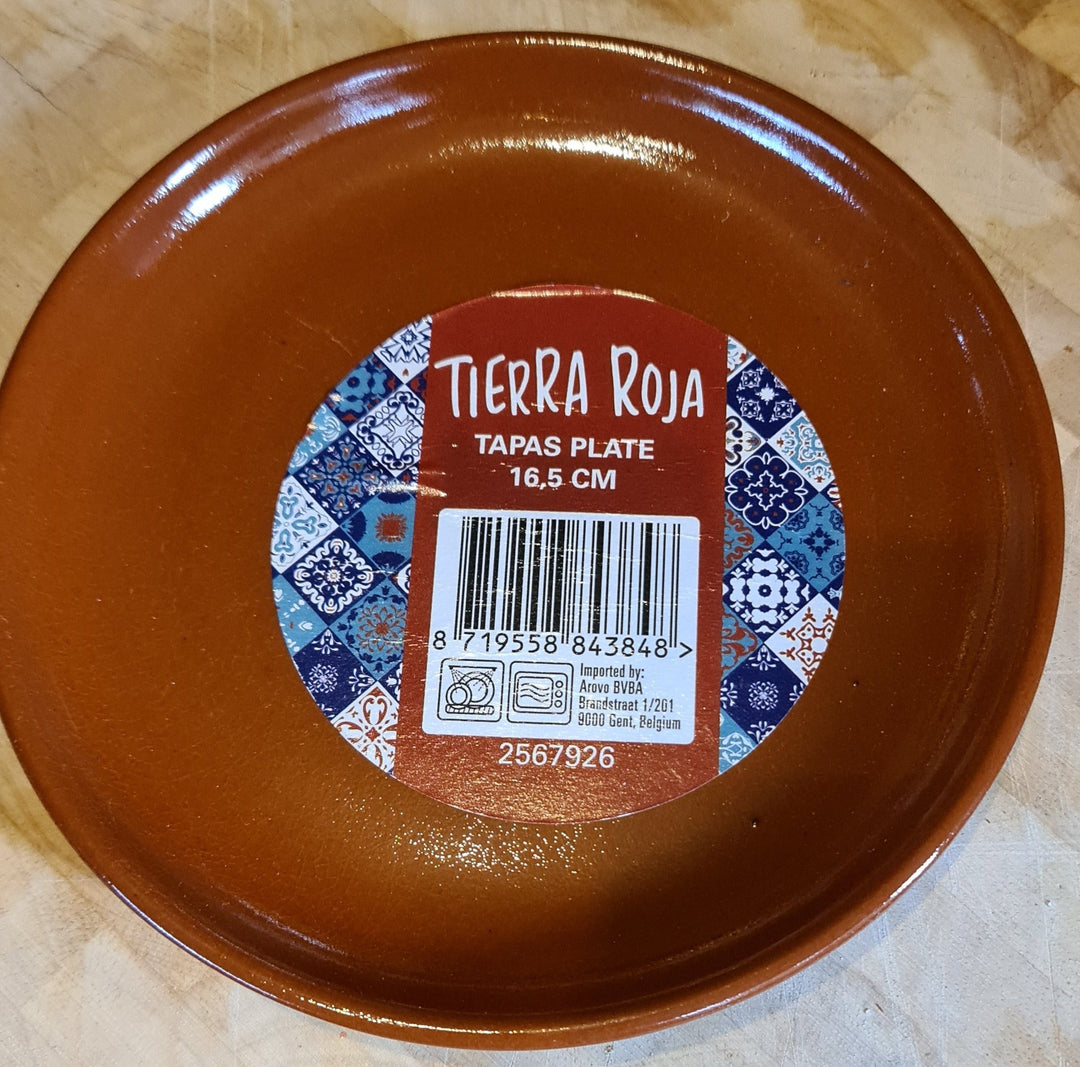 TIERRA ROJA
TAPAS PLATE
16,5 CM
8 719558 843848 >
Imported by:
Arovo BVBA
Brandstraat 1/201
9000 Gent, Belgium
2567926